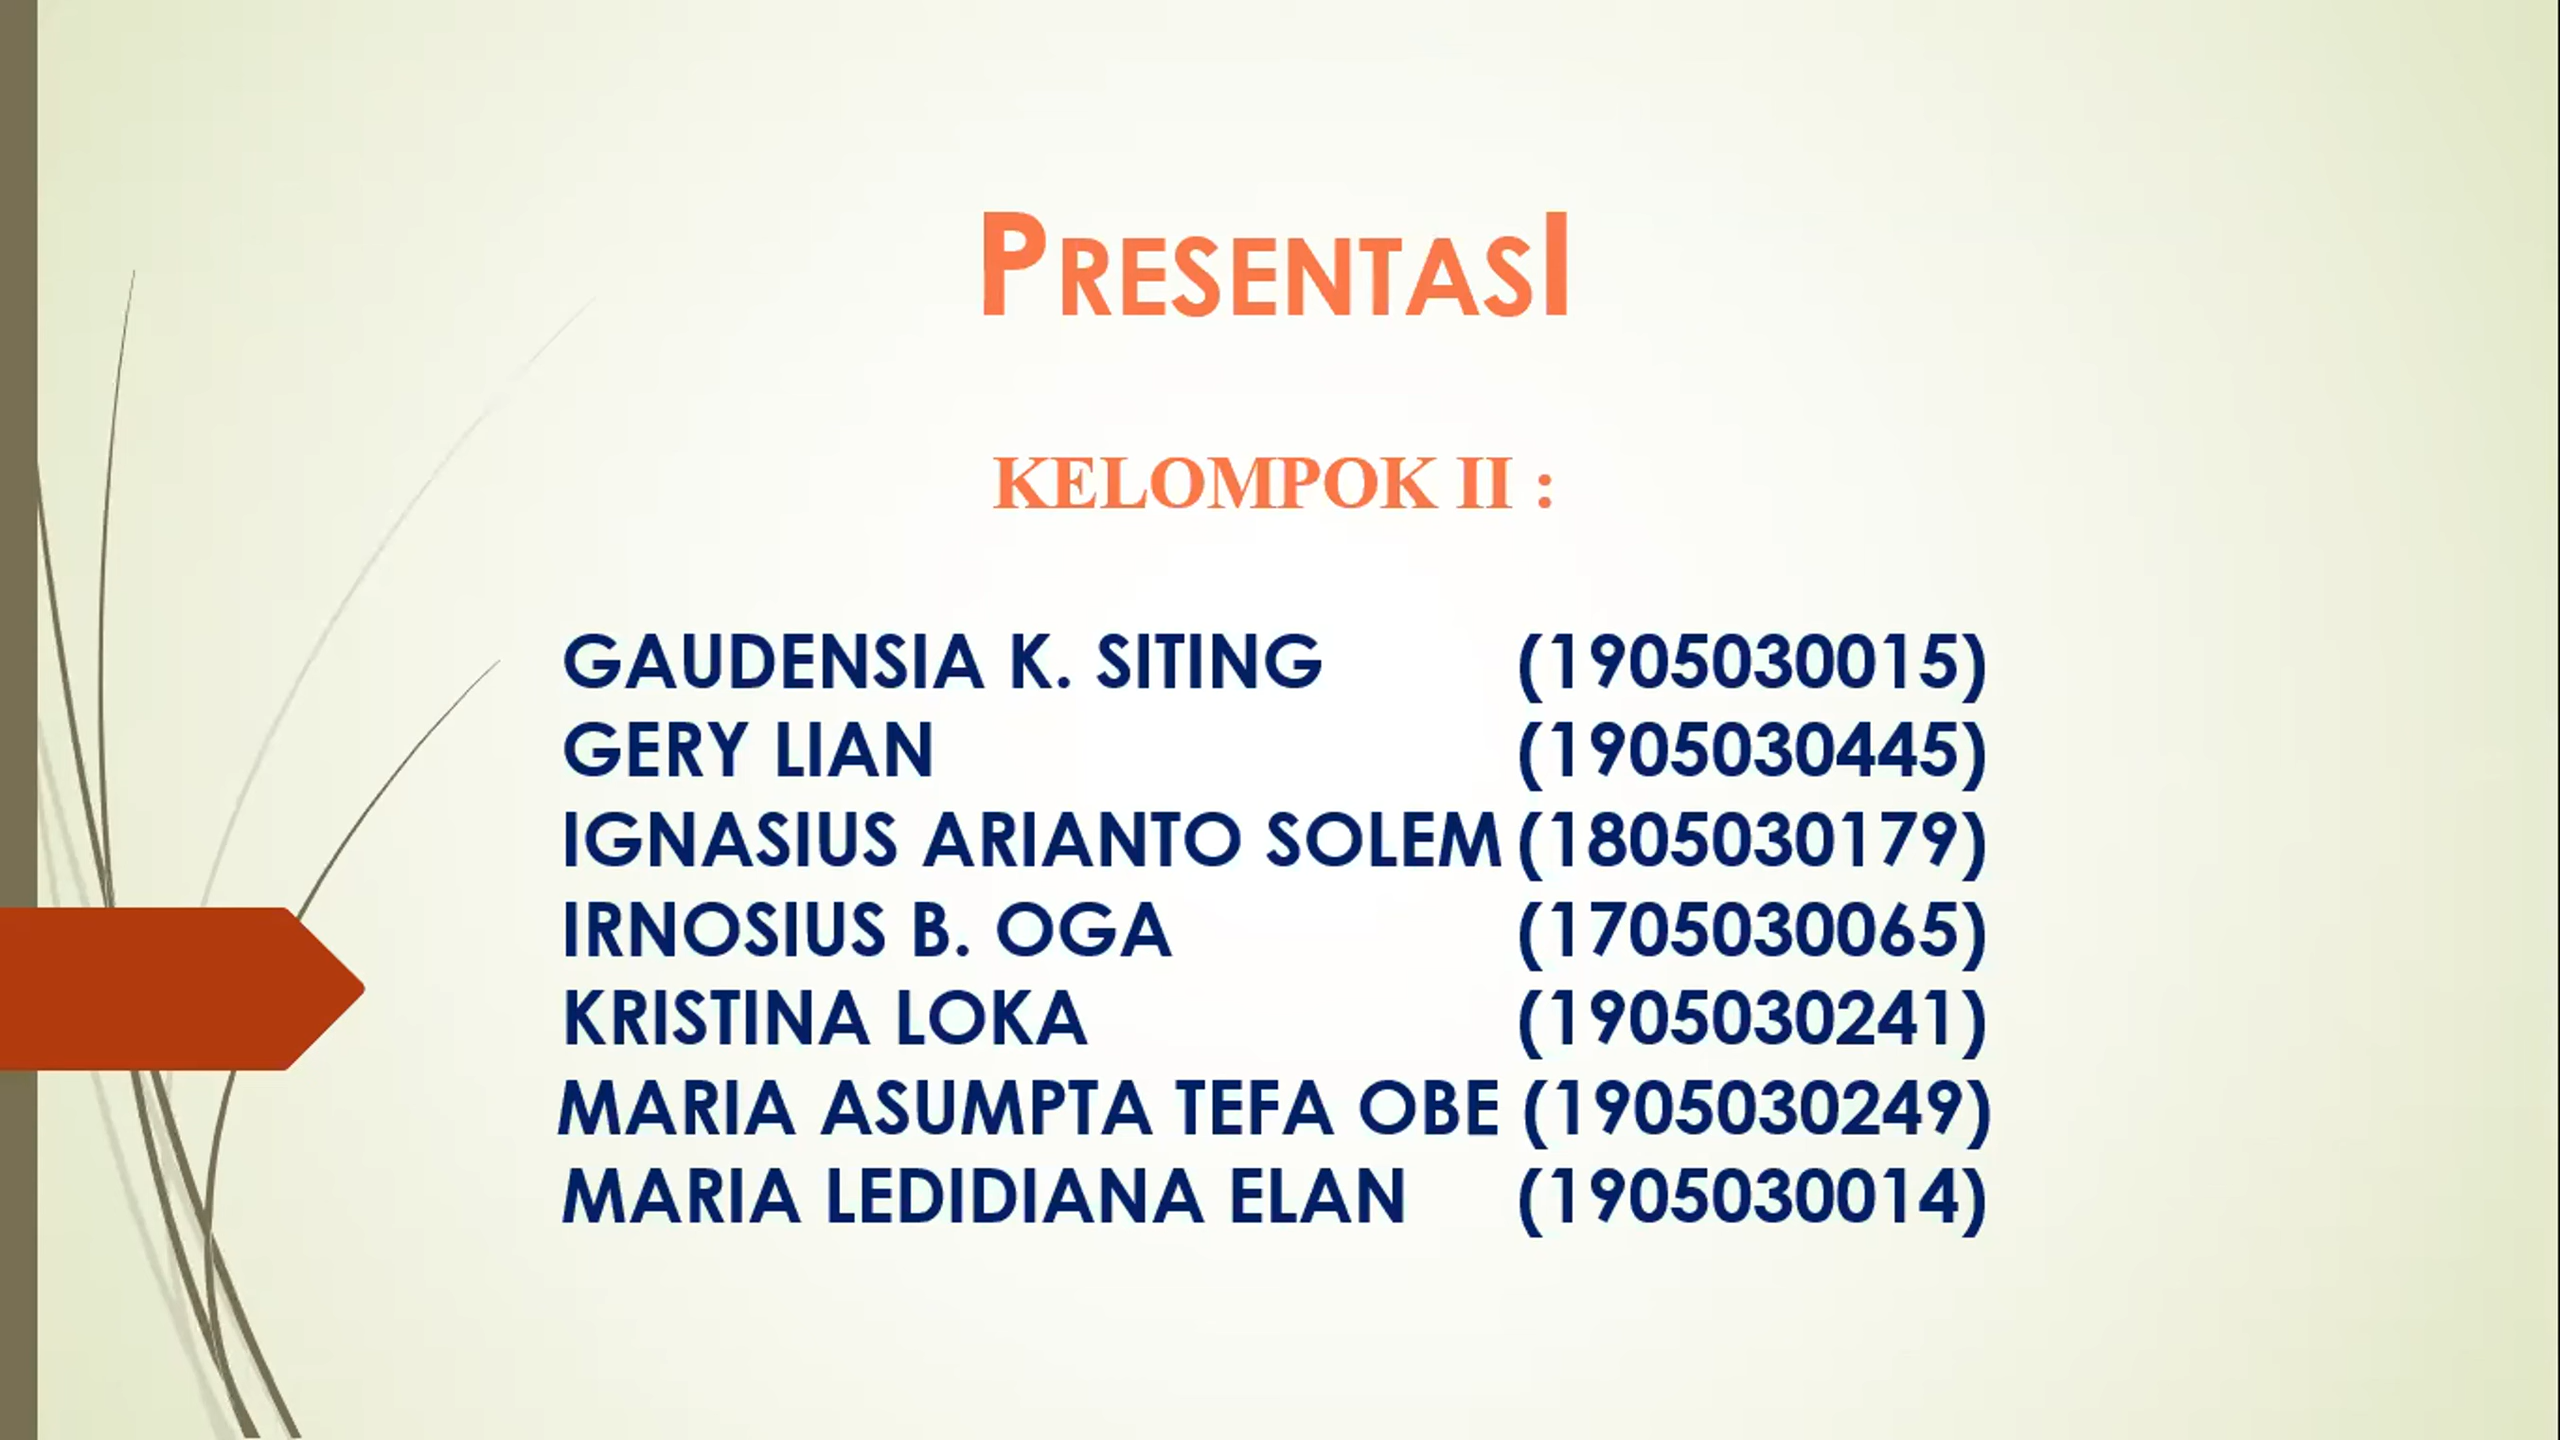 PRESENTASI
KELOMPOK II :
GAUDENSIA K. SITING (1905030015)
GERY LIAN (1905030445)
IGNASIUS ARIANTO SOLEM (1805030179)
IRNOSIUS B. OGA (1705030065)
KRISTINA LOKA (1905030241)
MARIA ASUMPTA TEFA OBE (1905030249)
MARIA LEDIDIANA ELAN (1905030014)